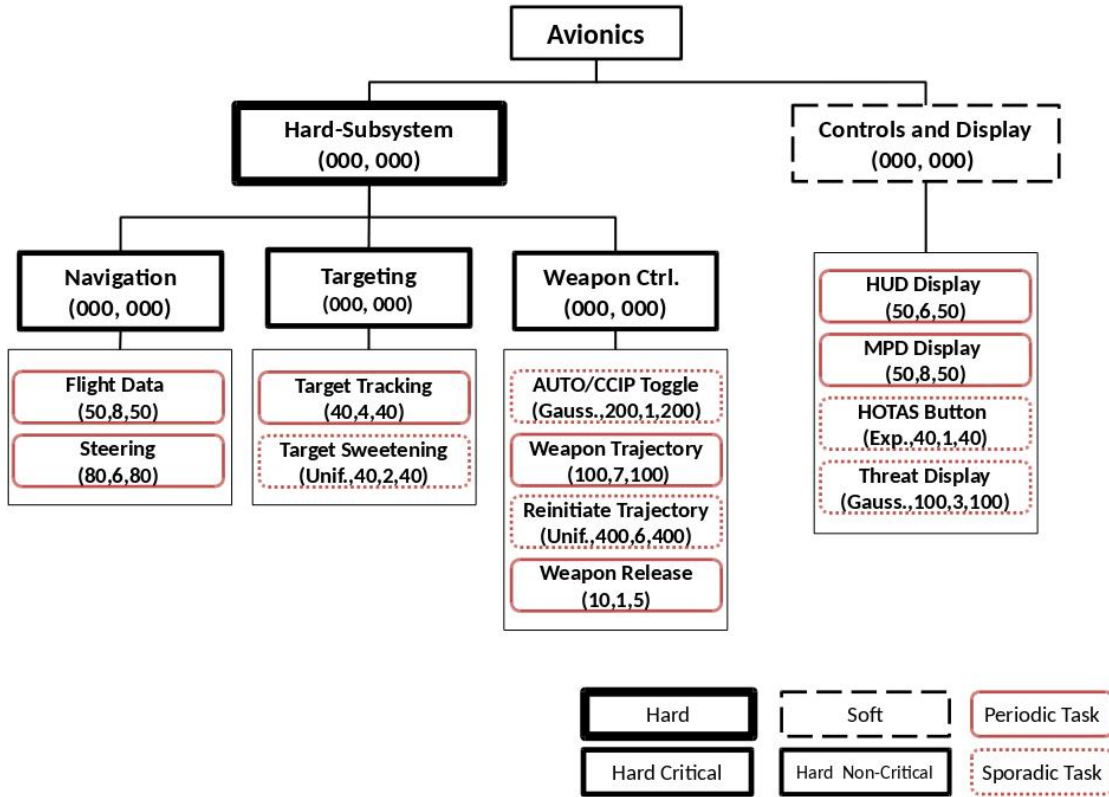 Avionics
Hard-Subsystem
(000, 000)
Controls and Display
(000, 000)
Navigation
(000, 000)
Targeting
(000, 000)
Weapon Ctrl.
(000, 000)
Flight Data
(50,8,50)
Steering
(80,6,80)
Target Tracking
(40,4,40)
Target Sweetening
(Unif.,40,2,40)
AUTO/CCIP Toggle
(Gauss.,200,1,200)
Weapon Trajectory
(100,7,100)
Reinitiate Trajectory
(Unif.,400,6,400)
Weapon Release
(10,1,5)
HUD Display
(50,6,50)
MPD Display
(50,8,50)
HOTAS Button
(Exp.,40,1,40)
Threat Display
(Gauss.,100,3,100)
Hard
Soft
Periodic Task
Hard Critical
Hard Non-Critical
Sporadic Task